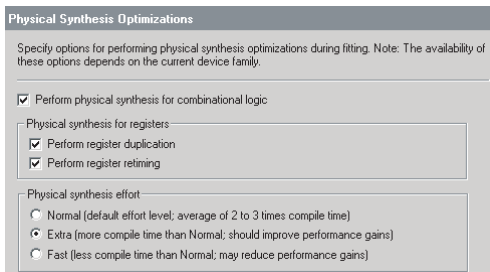 Physical Synthesis Optimizations
Specify options for performing physical synthesis optimizations during fitting. Note: The availability of
these options depends on the current device family.
Perform physical synthesis for combinational logic
Physical synthesis for registers
Perform register duplication
Perform register retiming
Physical synthesis effort
Normal (default effort level; average of 2 to 3 times compile time)
Extra (more compile time than Normal; should improve performance gains)
Fast (less compile time than Normal; may reduce performance gains)